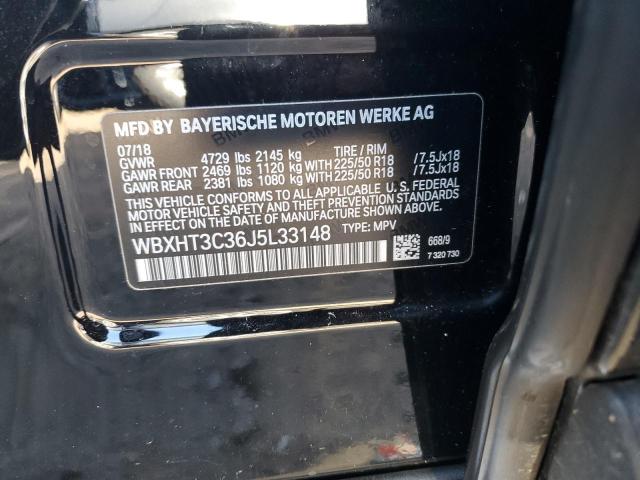 MFD BY BAYERISCHE MOTOREN WERKE AG
07/18 TIRE / RIM
GVWR 4729 lbs 2145 kg
GAWR FRONT 2469 lbs 1120 kg WITH 225/50 R18 / 7.5Jx18
GAWR REAR 2381 lbs 1080 kg WITH 225/50 R18 / 7.5Jx18
THIS VEHICLE CONFORMS TO ALL APPLICABLE U. S. FEDERAL
MOTOR VEHICLE SAFETY, BUMPER, AND THEFT PREVENTION
STANDARDS IN EFFECT ON THE DATE OF MANUFACTURE SHOWN ABOVE.
WBXHT3C36J5L33148 TYPE: MPV
668/9
7 320 730